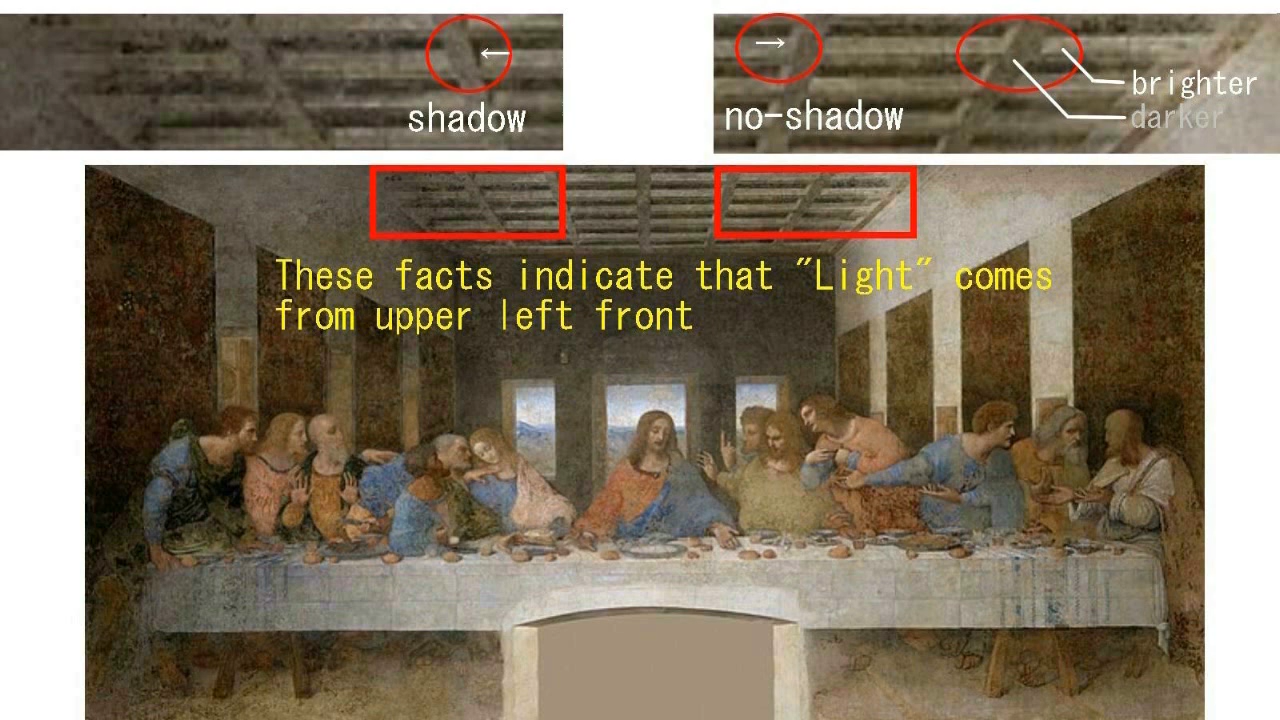 shadow
no-shadow
brighter
darker
These facts indicate that "Light" comes
from upper left front